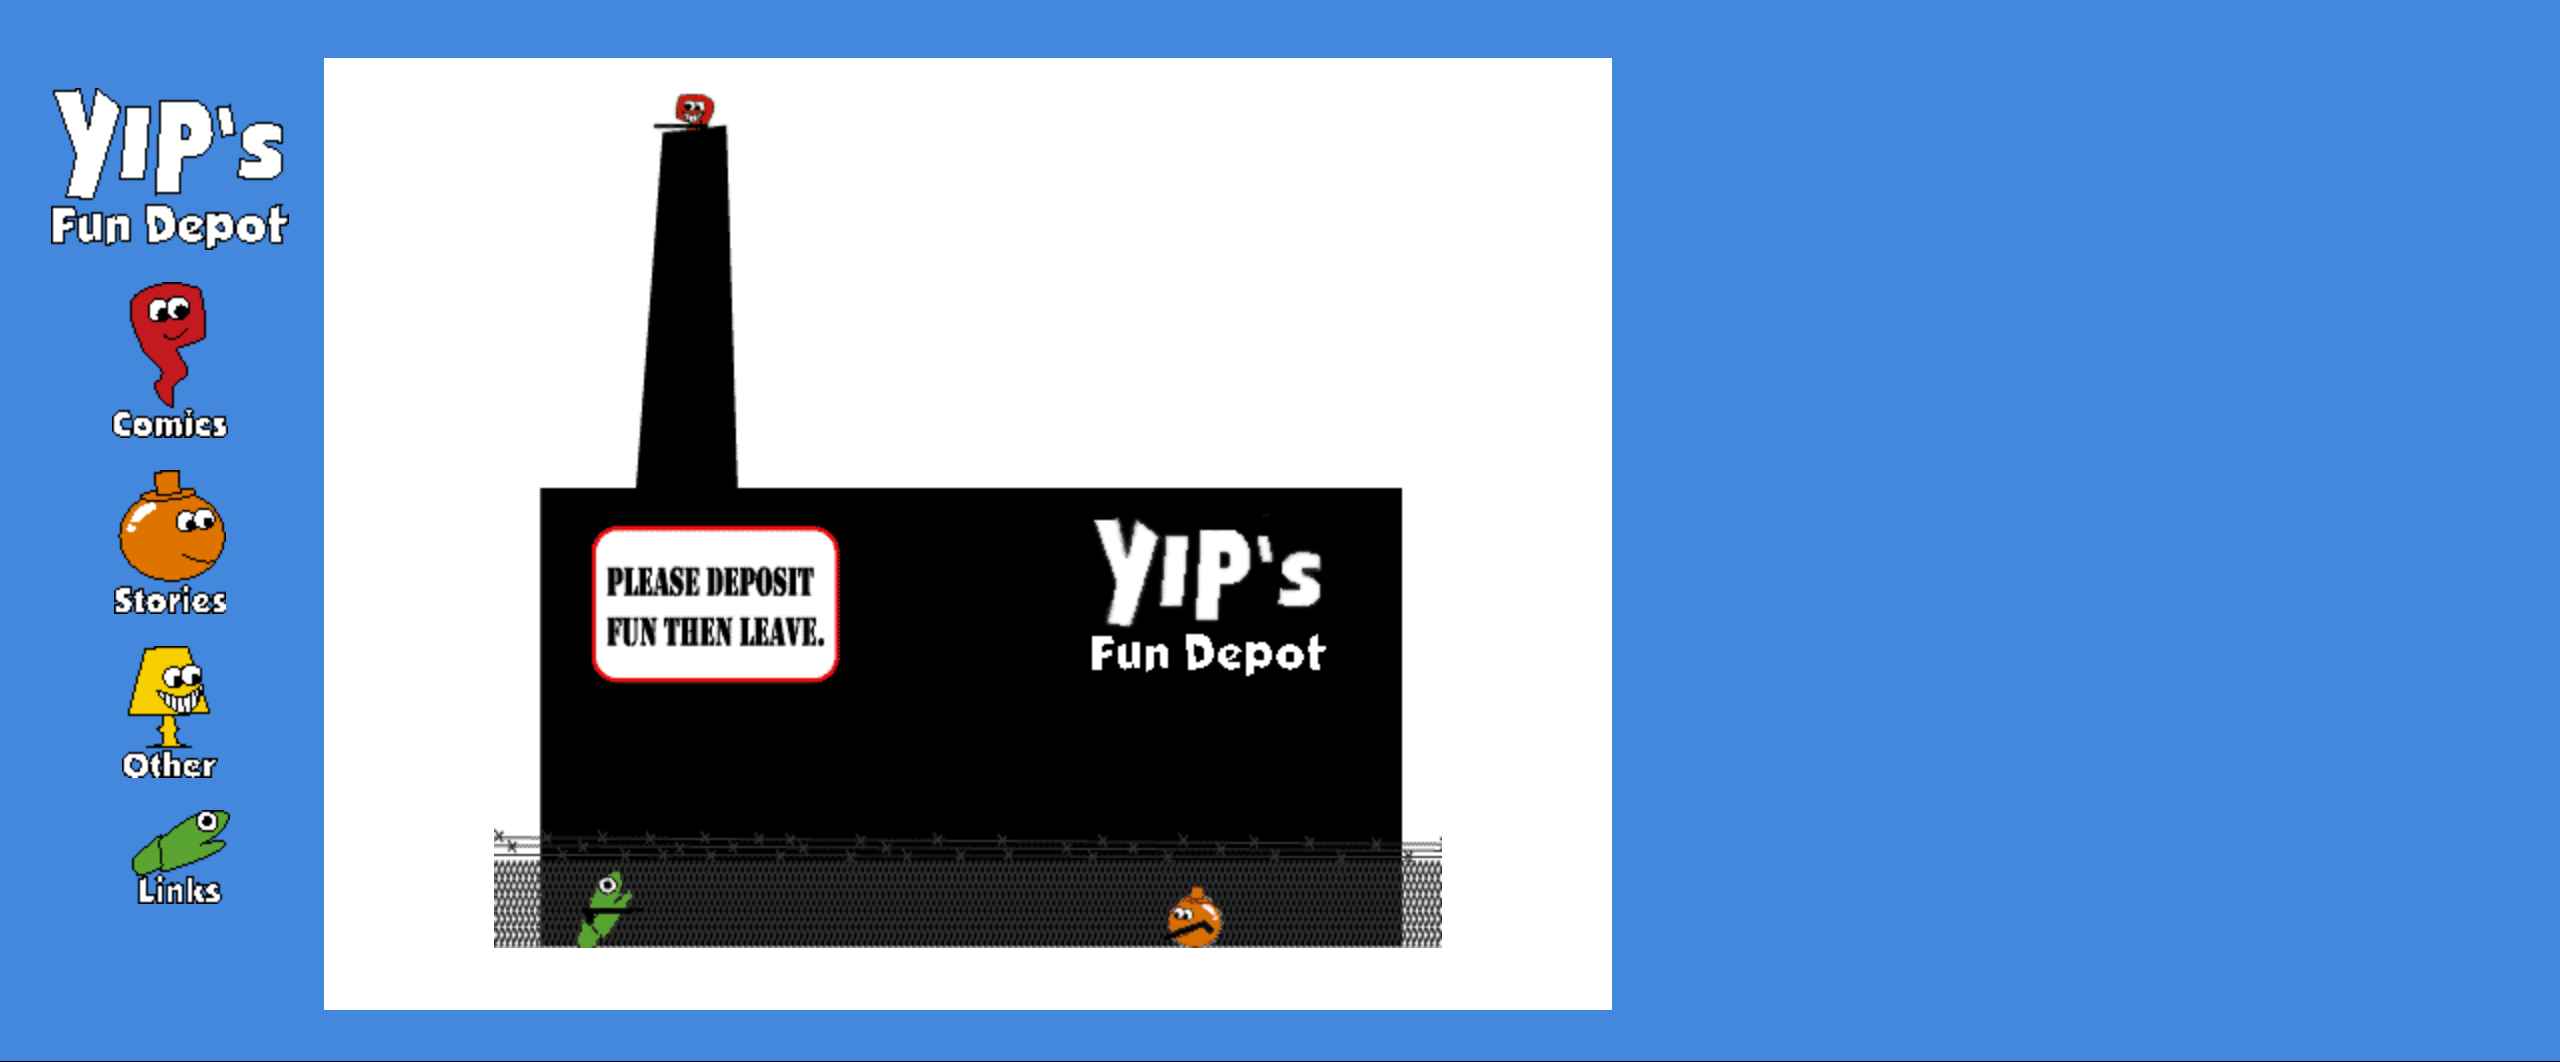 YIP's
Fun Depot
Comics
Stories
Other
Links
PLEASE DEPOSIT
FUN THEN LEAVE.
YIP's
Fun Depot